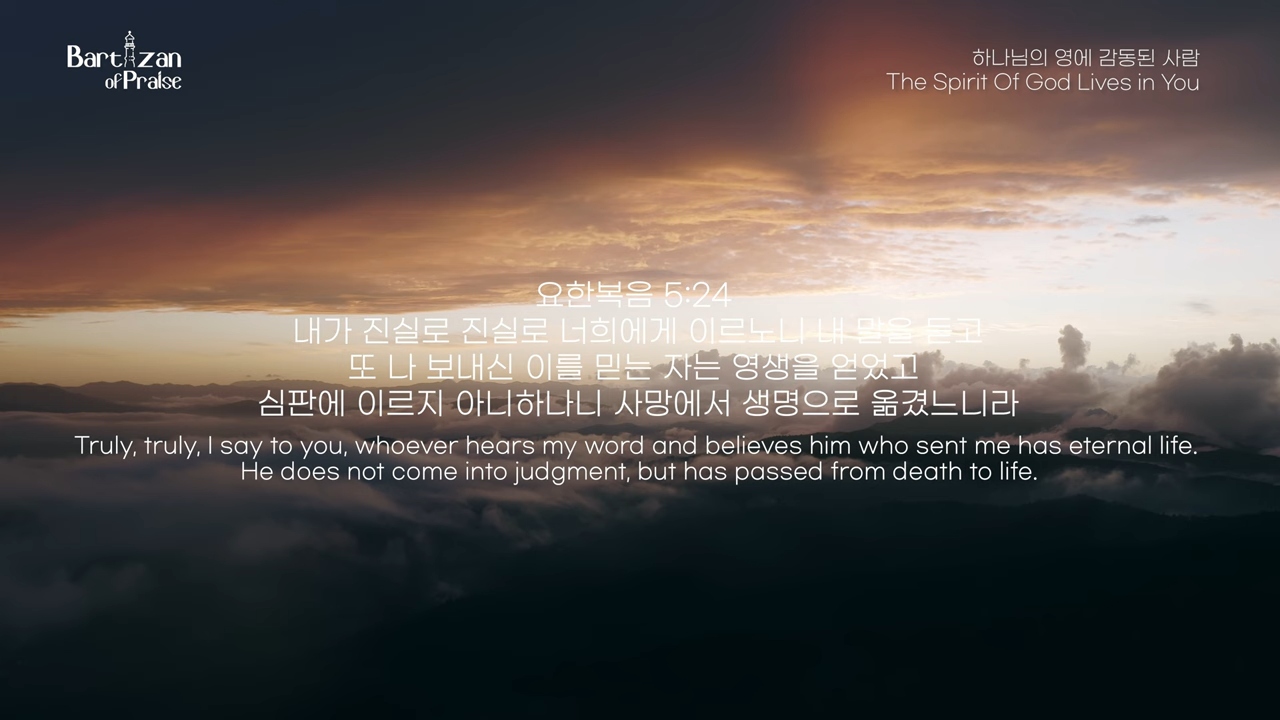 Bartizan
of Praise
하나님의 영에 감동된 사람
The Spirit Of God Lives in You
요한복음 5:24
내가 진실로 진실로 너희에게 이르노니 내 말을 듣고
또 나 보내신 이를 믿는 자는 영생을 얻었고
심판에 이르지 아니하나니 사망에서 생명으로 옮겼느니라
Truly, truly, I say to you, whoever hears my word and believes him who sent me has eternal life.
He does not come into judgment, but has passed from death to life.